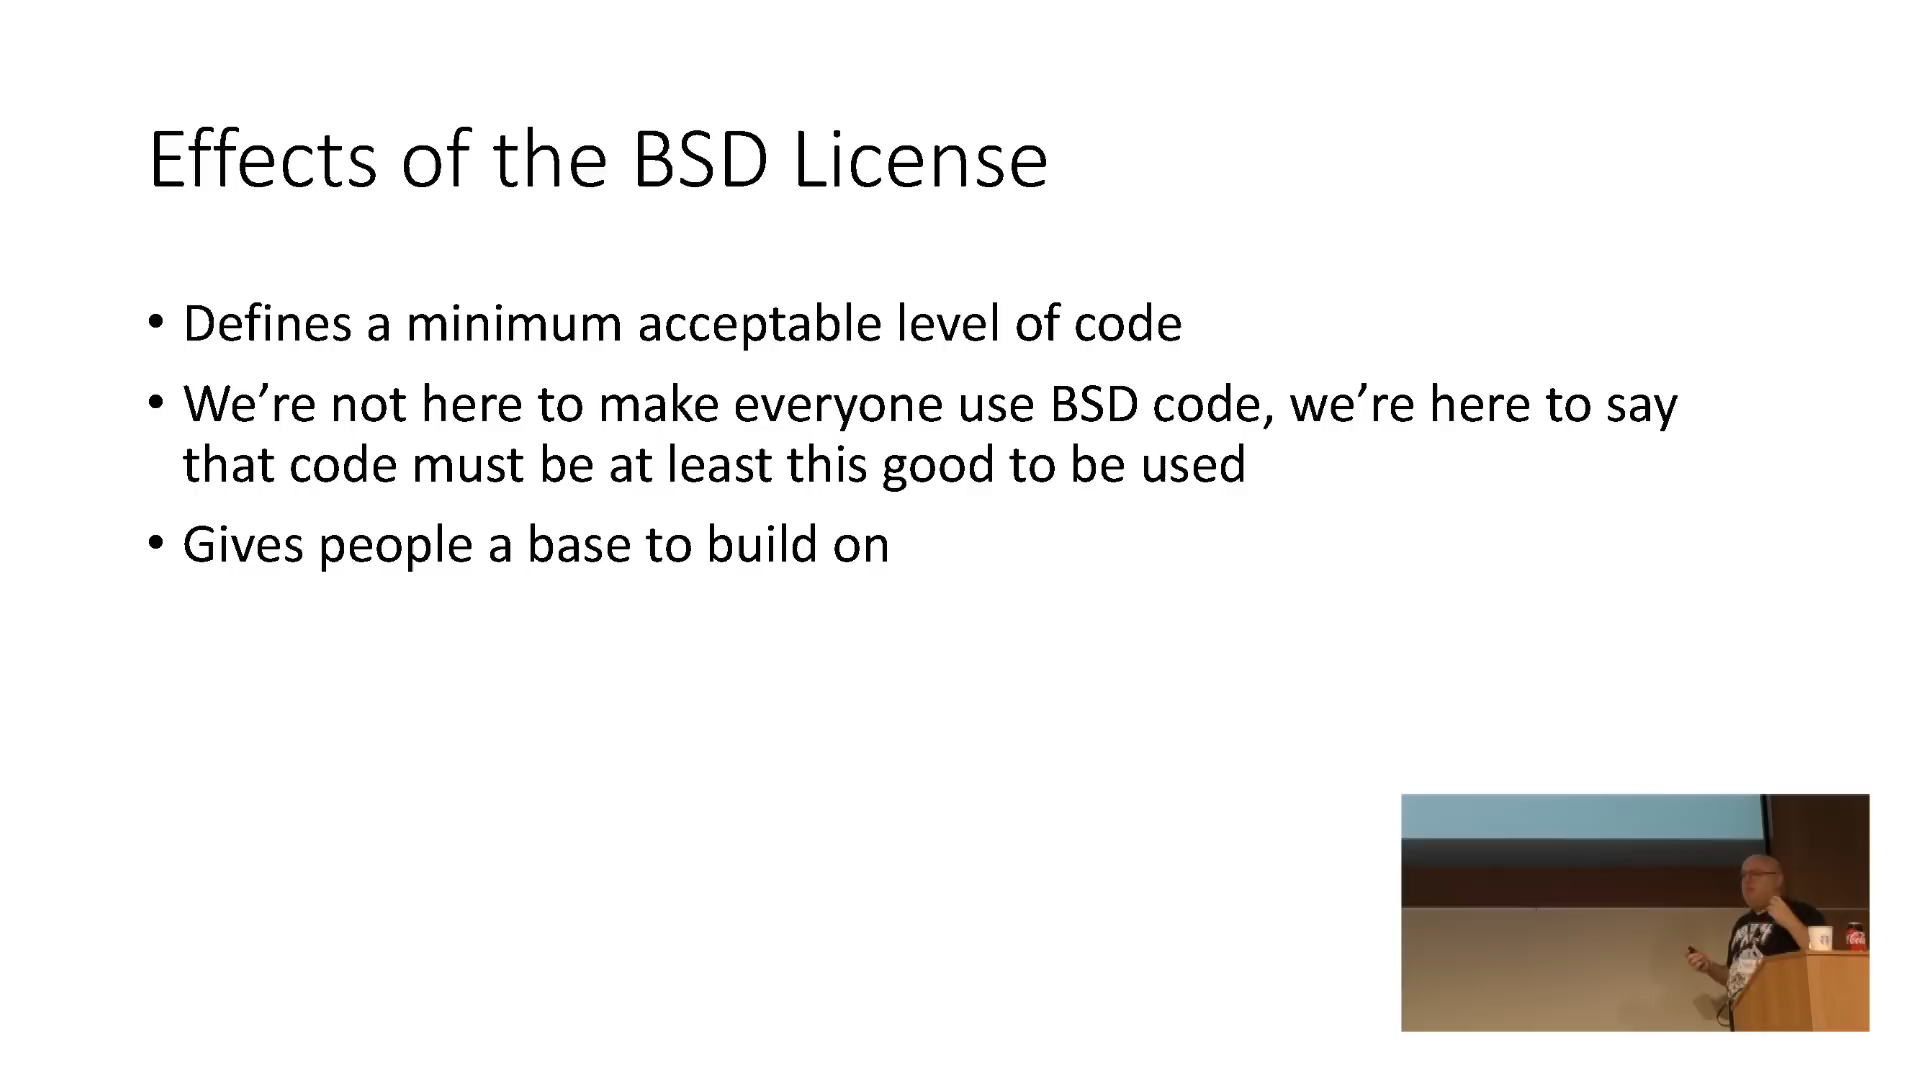 Effects of the BSD License
• Defines a minimum acceptable level of code
• We’re not here to make everyone use BSD code, we’re here to say
that code must be at least this good to be used
• Gives people a base to build on